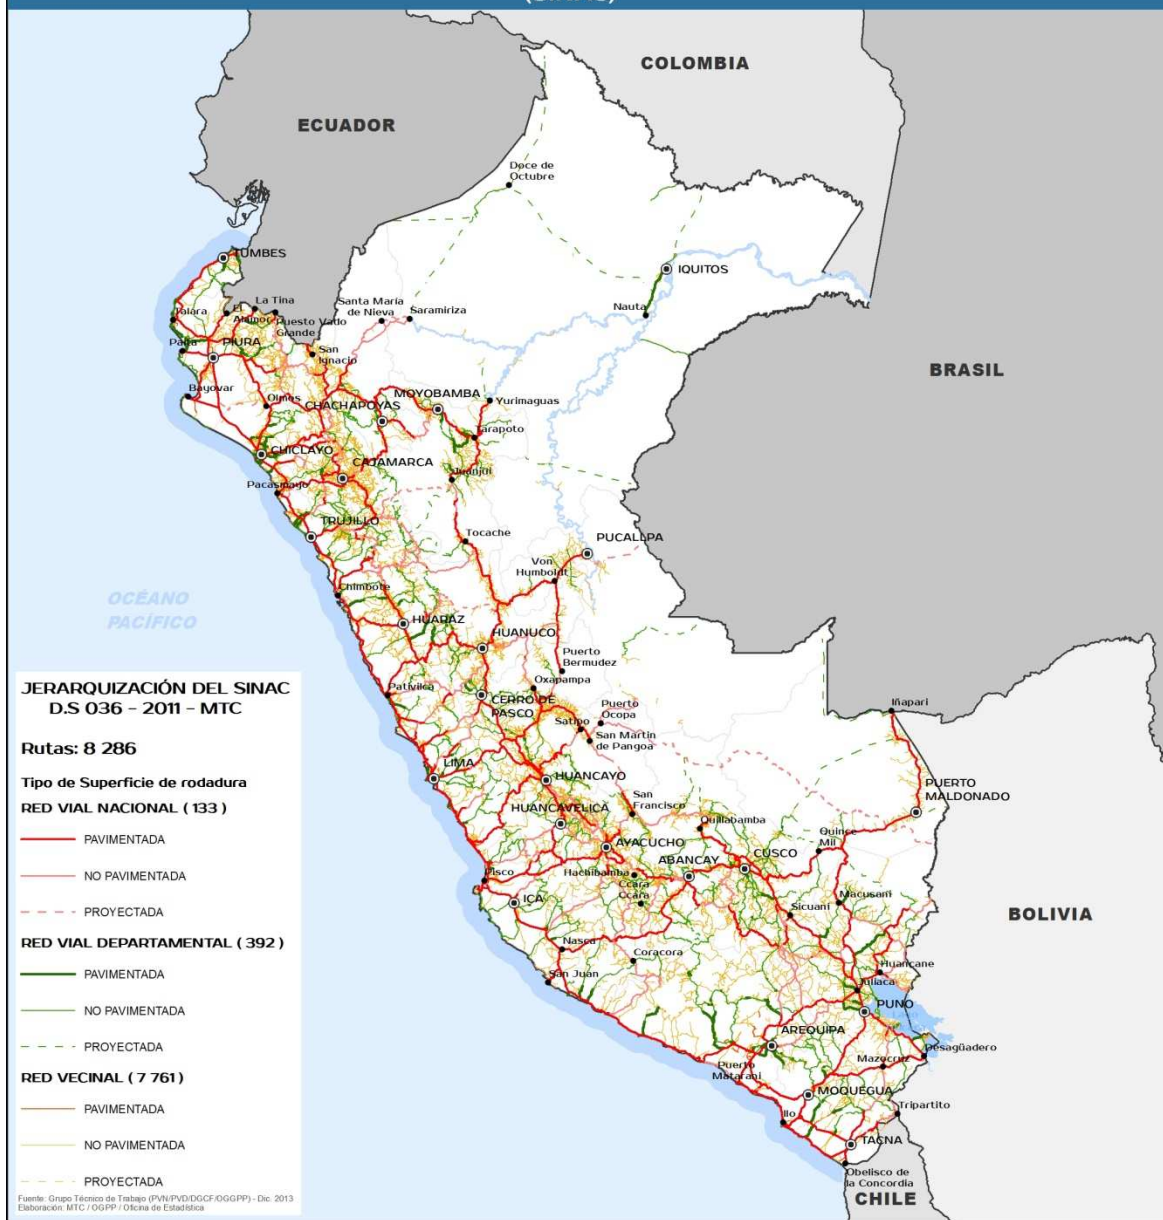 COLOMBIA
ECUADOR
Doce de
Octubre
TUMBES
IQUITOS
La Tina
El
Alamor
Santa María
de Nieva
Saramiriza
Nauta
Talara
Puesto Vado
Grande
Paita
PIURA
San
Ignacio
BRASIL
Bayovar
Olmos
MOYOBAMBA
Yurimaguas
CHACHAPOYAS
Tarapoto
CHICLAYO
CAJAMARCA
Juanjui
Pacasmayo
TRUJILLO
Tocache
PUCALLPA
Von
Humboldt
OCÉANO
PACÍFICO
Chimbote
HUARAZ
HUANUCO
Puerto
Bermudez
JERARQUIZACIÓN DEL SINAC
D.S 036 - 2011 - MTC
Pativilca
Oxapampa
CERRO DE
PASCO
Puerto
Ocopa
Satipo
San Martin
de Pangoa
Iñapari
Rutas: 8 286
LIMA
HUANCAYO
PUERTO
MALDONADO
Tipo de Superficie de rodadura
RED VIAL NACIONAL ( 133 )
PAVIMENTADA
NO PAVIMENTADA
PROYECTADA
HUANCAVELICA
San
Francisco
Quillabamba
Quince
Mil
AYACUCHO
ABANCAY
CUSCO
Pisco
Hachibamba
Ccara
Ccara
ICA
Sicuani
Macusani
BOLIVIA
RED VIAL DEPARTAMENTAL ( 392 )
PAVIMENTADA
NO PAVIMENTADA
PROYECTADA
Nasca
Coracora
San Juan
Huancane
Juliaca
PUNO
AREQUIPA
Desagüadero
Mazocruz
Puerto
Matarani
MOQUEGUA
Ilo
Tripartito
TACNA
Obelisco de
la Concordia
CHILE
RED VECINAL ( 7 761 )
PAVIMENTADA
NO PAVIMENTADA
PROYECTADA
Fuente: Grupo Técnico de Trabajo (PVN/PVD/DGCF/OGGPP) - Dic. 2013
Elaboración: MTC / OGPP / Oficina de Estadística